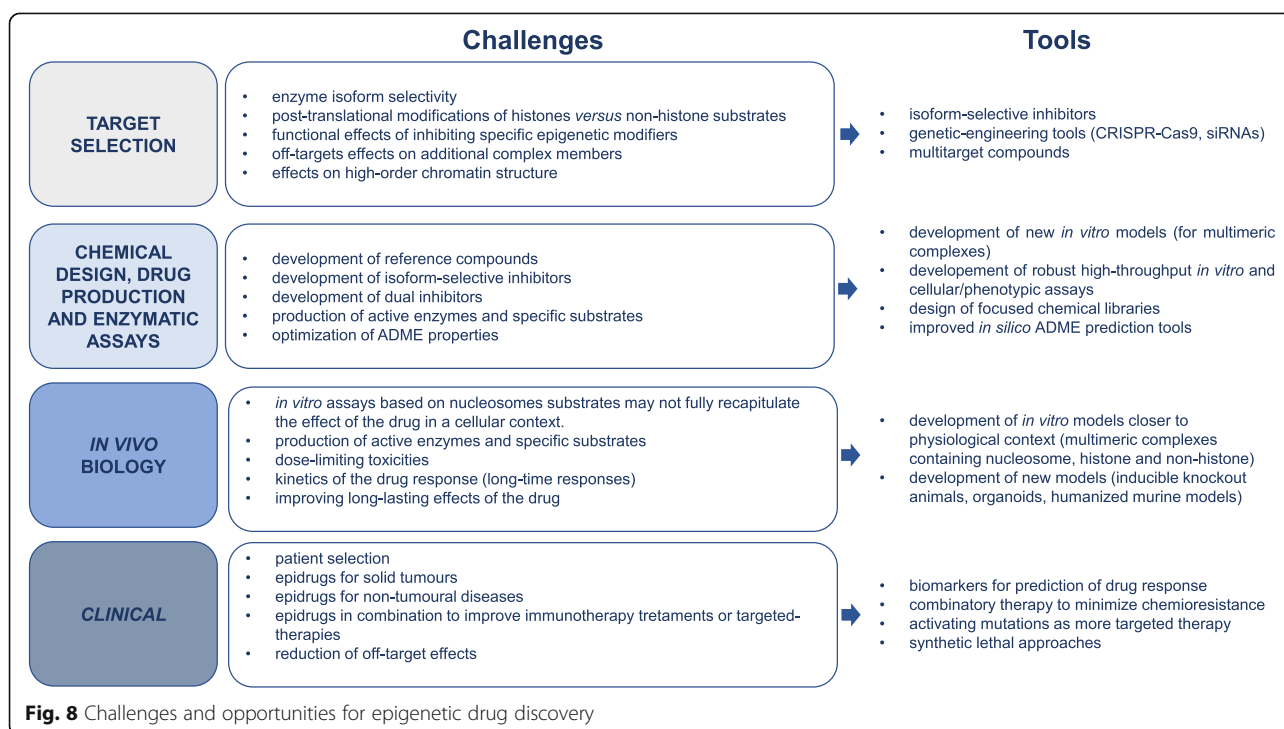 Challenges
Tools
TARGET
SELECTION
• enzyme isoform selectivity
• post-translational modifications of histones versus non-histone substrates
• functional effects of inhibiting specific epigenetic modifiers
• off-targets effects on additional complex members
• effects on high-order chromatin structure
• isoform-selective inhibitors
• genetic-engineering tools (CRISPR-Cas9, siRNAs)
• multitarget compounds
CHEMICAL
DESIGN, DRUG
PRODUCTION
AND ENZYMATIC
ASSAYS
• development of reference compounds
• development of isoform-selective inhibitors
• development of dual inhibitors
• production of active enzymes and specific substrates
• optimization of ADME properties
• development of new in vitro models (for multimeric
complexes)
• developement of robust high-throughput in vitro and
cellular/phenotypic assays
• design of focused chemical libraries
• improved in silico ADME prediction tools
IN VIVO
BIOLOGY
• in vitro assays based on nucleosomes substrates may not fully recapitulate
the effect of the drug in a cellular context.
• production of active enzymes and specific substrates
• dose-limiting toxicities
• kinetics of the drug response (long-time responses)
• improving long-lasting effects of the drug
• development of in vitro models closer to
physiological context (multimeric complexes
containing nucleosome, histone and non-histone)
• development of new models (inducible knockout
animals, organoids, humanized murine models)
CLINICAL
• patient selection
• epidrugs for solid tumours
• epidrugs for non-tumoural diseases
• epidrugs in combination to improve immunotherapy tretaments or targeted-
therapies
• reduction of off-target effects
• biomarkers for prediction of drug response
• combinatory therapy to minimize chemioresistance
• activating mutations as more targeted therapy
• synthetic lethal approaches
Fig. 8 Challenges and opportunities for epigenetic drug discovery